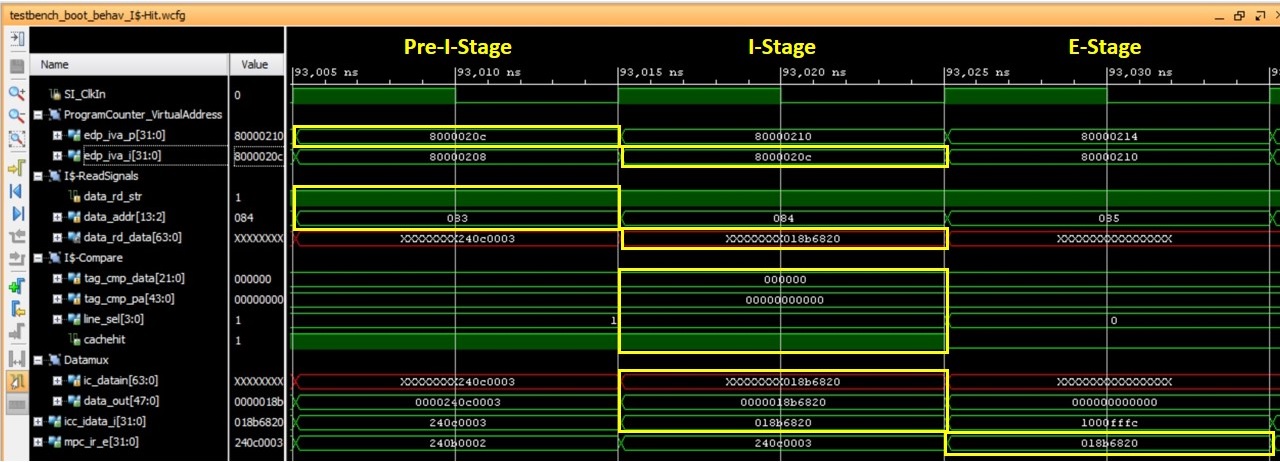 testbench_boot_behav_I$-Hit.wcfg
Pre-I-Stage I-Stage E-Stage
Name Value 93,005 ns 93,010 ns 93,015 ns 93,020 ns 93,025 ns 93,030 ns
SI_ClkIn 0
ProgramCounter_VirtualAddress
edp_iva_p[31:0] 80000210 8000020c 80000210 80000214
edp_iva_i[31:0] 8000020c 80000208 8000020c 80000210
I$-ReadSignals
data_rd_str 1
data_addr[13:2] 084 083 084 085
data_rd_data[63:0] XXXXXXXX XXXXXXXX240c0003 XXXXXXXX018b6820 XXXXXXXXXXXXXXXX
I$-Compare
tag_cmp_data[21:0] 000000 000000
tag_cmp_pa[43:0] 00000000 00000000000
line_sel[3:0] 1 1 0
cachehit 1
Datamux
ic_datain[63:0] XXXXXXXX XXXXXXXX240c0003 XXXXXXXX018b6820 XXXXXXXXXXXXXXXX
data_out[47:0] 0000018b 0000240c0003 0000018b6820 000000000000
icc_idata_i[31:0] 018b6820 240c0003 018b6820 1000fffc
mpc_ir_e[31:0] 240c0003 240b0002 240c0003 018b6820